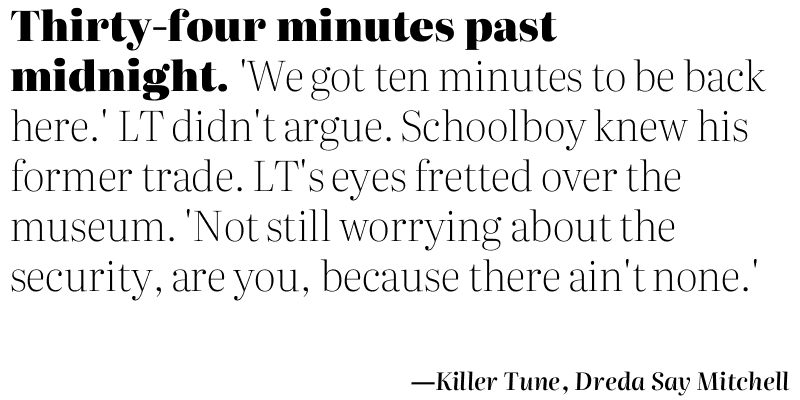 Thirty-four minutes past
midnight. 'We got ten minutes to be back
here.' LT didn't argue. Schoolboy knew his
former trade. LT's eyes fretted over the
museum. 'Not still worrying about the
security, are you, because there ain't none.'
—Killer Tune, Dreda Say Mitchell